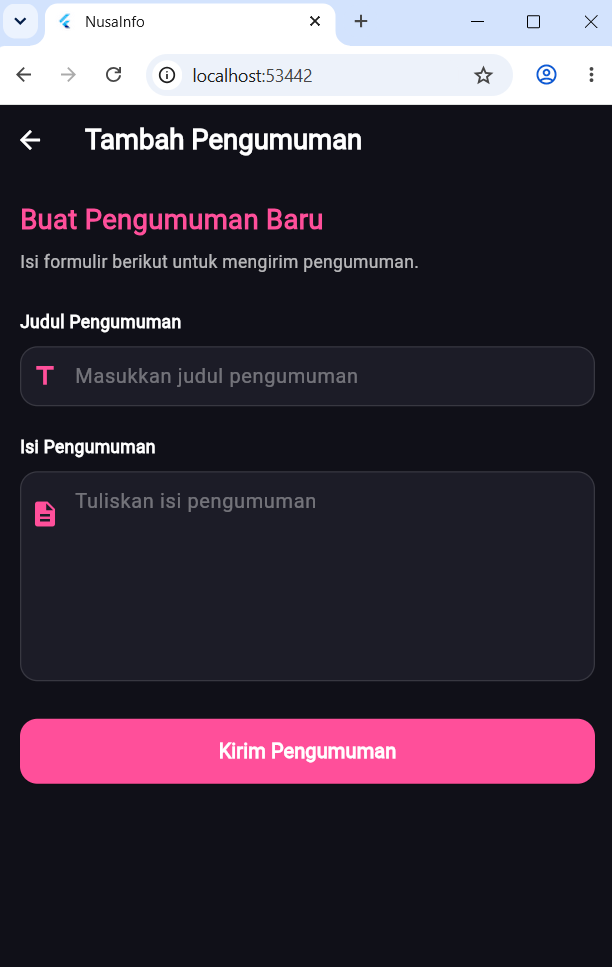 NusaInfo
localhost:53442
Tambah Pengumuman
Buat Pengumuman Baru
Isi formulir berikut untuk mengirim pengumuman.
Judul Pengumuman
Masukkan judul pengumuman
Isi Pengumuman
Tuliskan isi pengumuman
Kirim Pengumuman